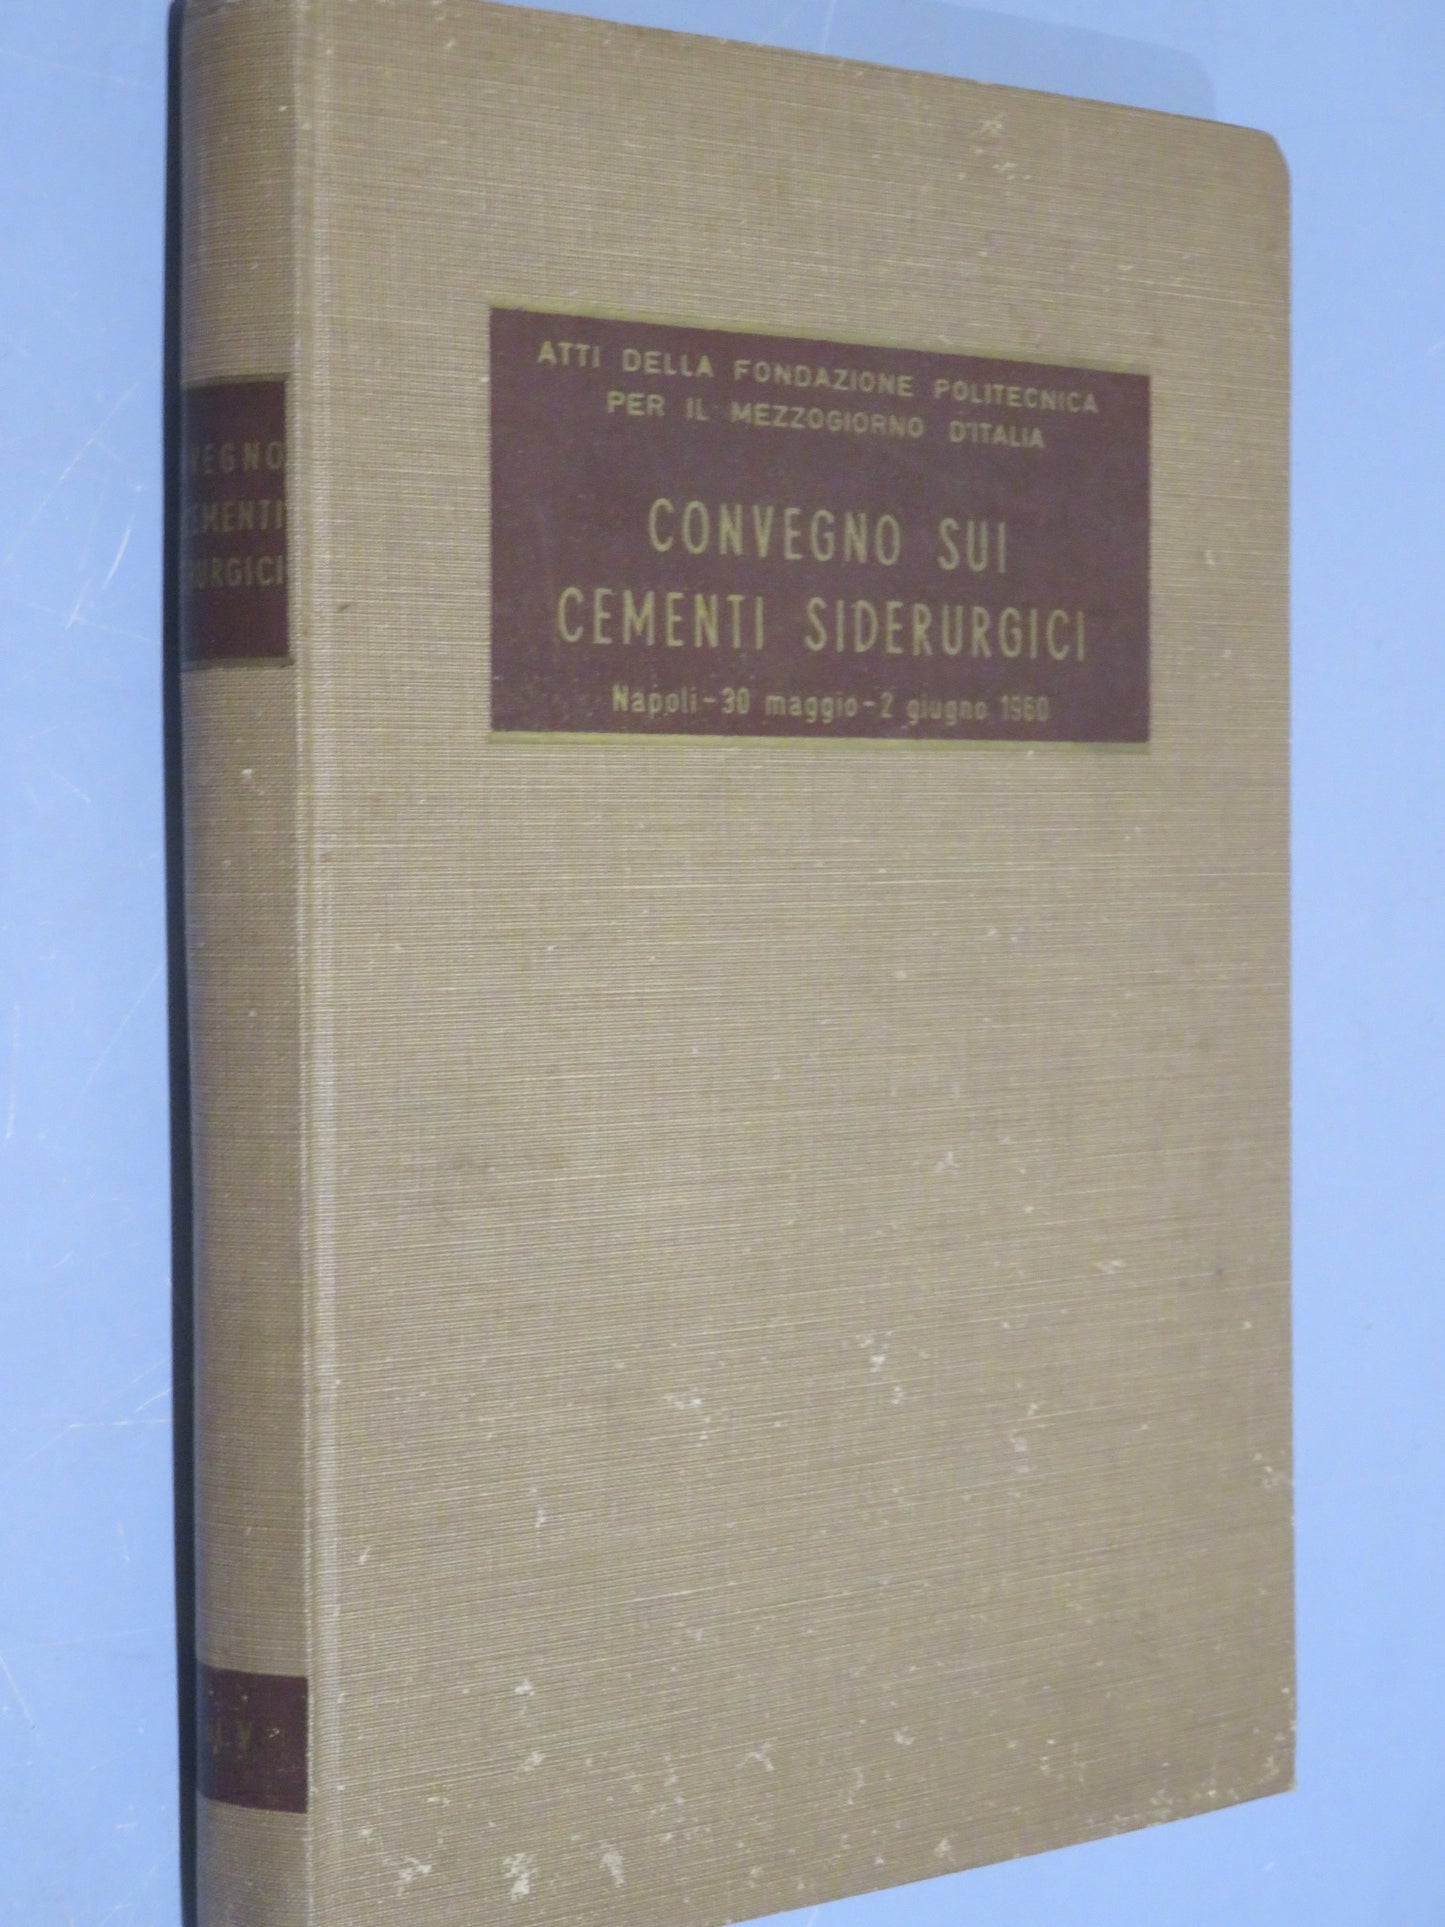 ATTI DELLA FONDAZIONE POLITECNICA
PER IL MEZZOGIORNO D'ITALIA
CONVEGNO SUI
CEMENTI SIDERURGICI
Napoli - 30 maggio - 2 giugno 1960
VEGNO
EMENTI
RURGICI
V